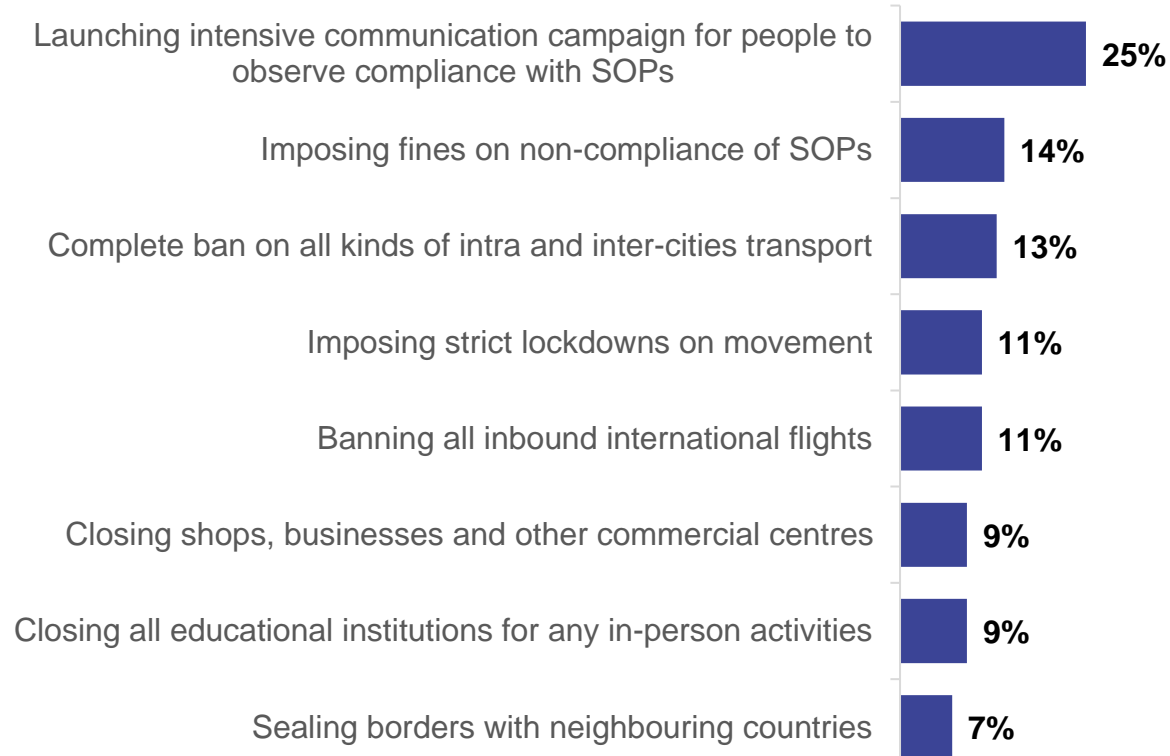 Launching intensive communication campaign for people to
observe compliance with SOPs
25%
Imposing fines on non-compliance of SOPs
14%
Complete ban on all kinds of intra and inter-cities transport
13%
Imposing strict lockdowns on movement
11%
Banning all inbound international flights
11%
Closing shops, businesses and other commercial centres
9%
Closing all educational institutions for any in-person activities
9%
Sealing borders with neighbouring countries
7%